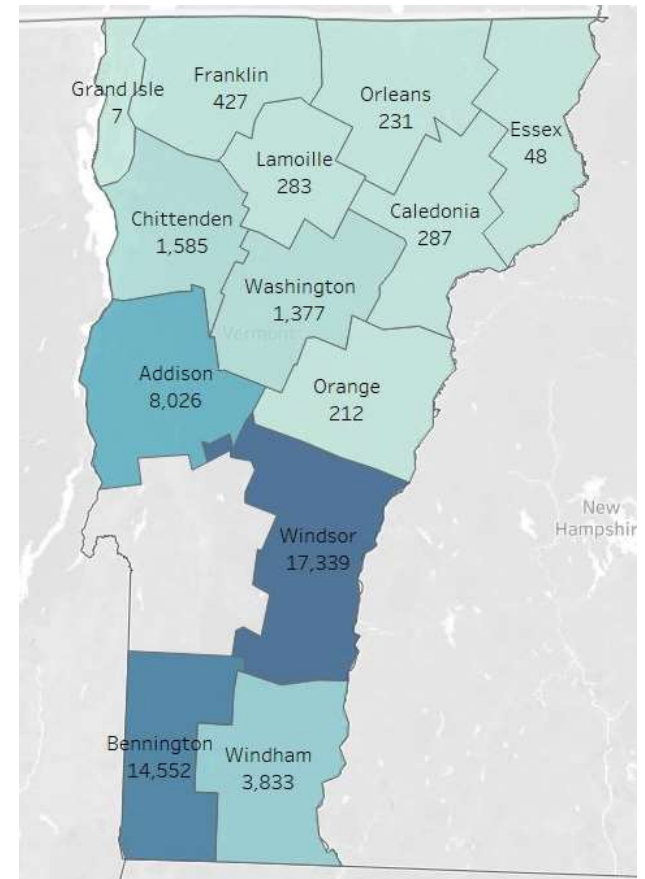 Grand Isle
7
Franklin
427
Orleans
231
Essex
48
Lamoille
283
Caledonia
287
Chittenden
1,585
Washington
1,377
Vermont
Addison
8,026
Orange
212
Windsor
17,339
New
Hampshir
Bennington
14,552
Windham
3,833